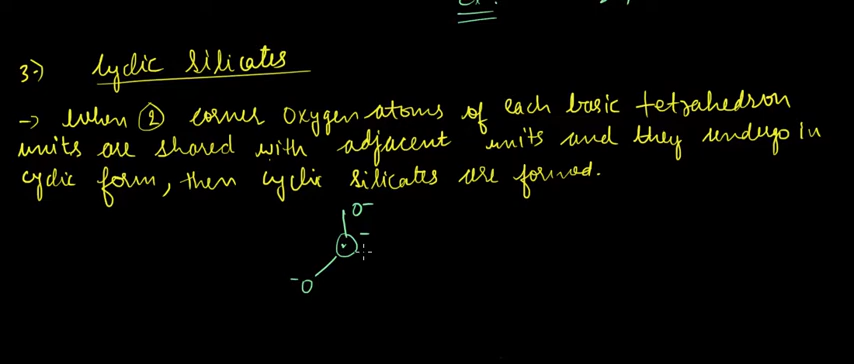 3.) Cyclic Silicates
→ When 2 corner oxygen atoms of each basic tetrahedron
units are shared with adjacent units and they undergo in
cyclic form, then cyclic silicates are formed.
O-
-
-O